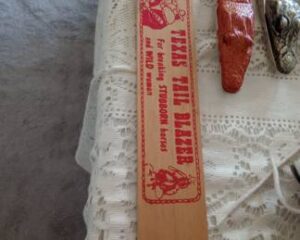 TEXAS TAIL BLAZER
For breaking STUBBORN horses
and WILD women